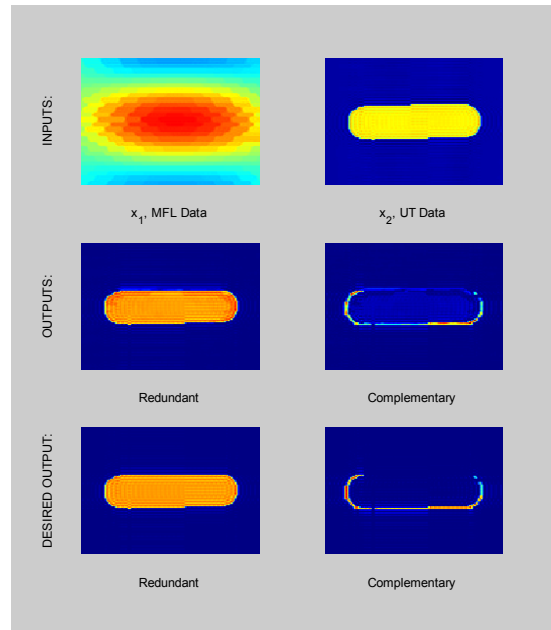 INPUTS:
x1, MFL Data
x2, UT Data
OUTPUTS:
Redundant
Complementary
DESIRED OUTPUT:
Redundant
Complementary